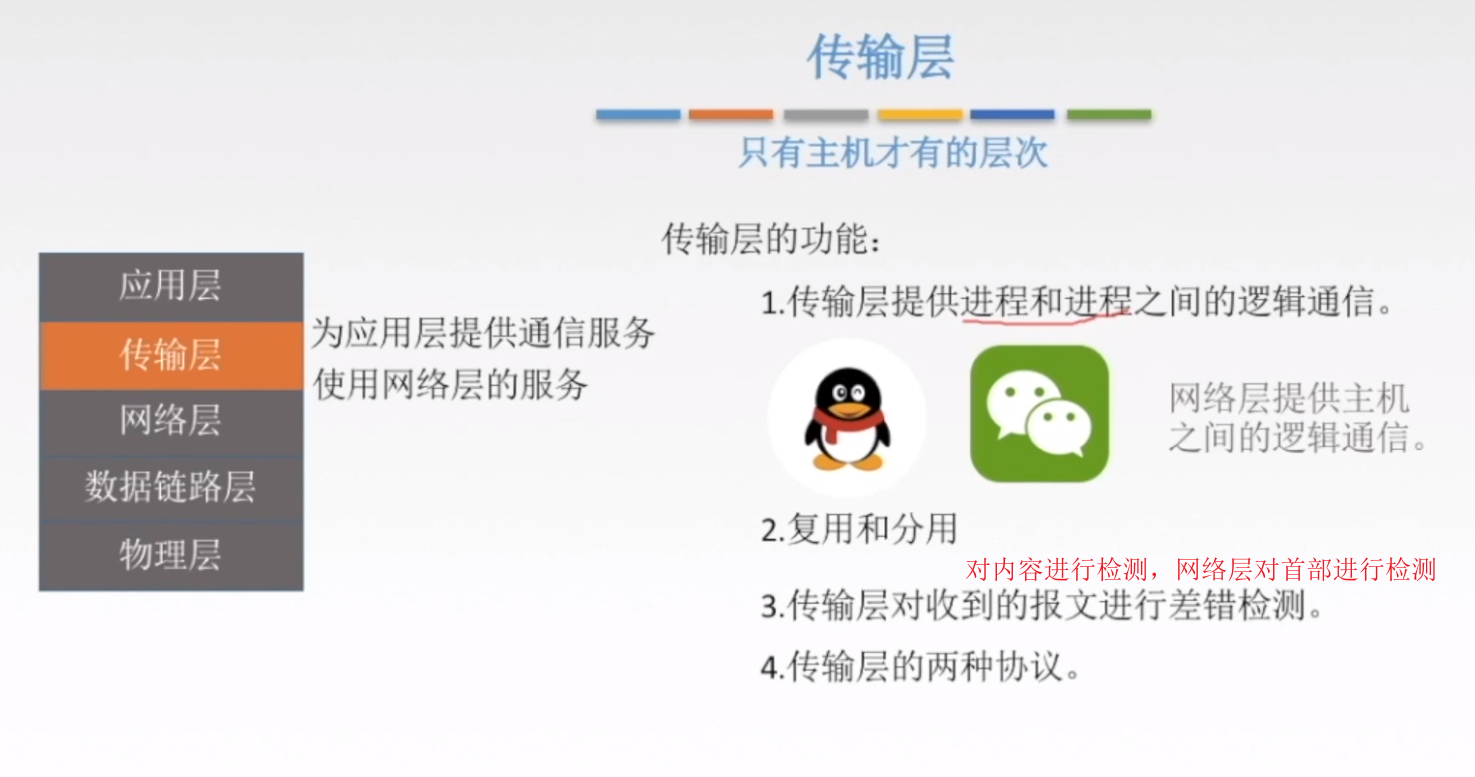 传输层
只有主机才有的层次
应用层
传输层
网络层
数据链路层
物理层
为应用层提供通信服务
使用网络层的服务
传输层的功能：
1.传输层提供进程和进程之间的逻辑通信。
网络层提供主机
之间的逻辑通信。
2.复用和分用
对内容进行检测，网络层对首部进行检测
3.传输层对收到的报文进行差错检测。
4.传输层的两种协议。